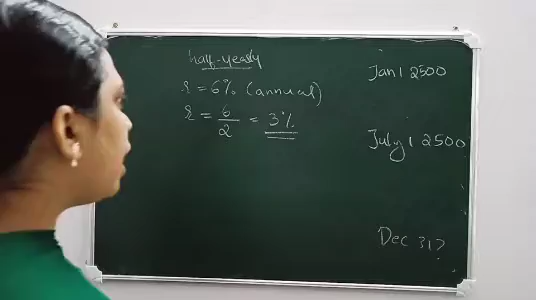 half-yearly
r = 6% (annual)
r = 6/2 = 3%
Jan 1 2500
July 1 2500
Dec 31?